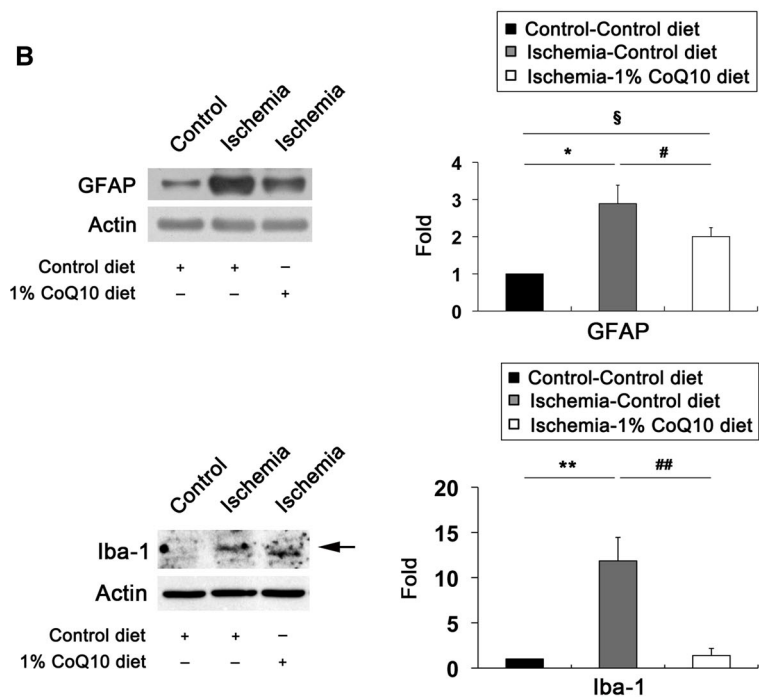 B
Control
Ischemia
Ischemia
GFAP
Actin
Control diet + + –
1% CoQ10 diet – – +
Control-Control diet
Ischemia-Control diet
Ischemia-1% CoQ10 diet
§
* #
4
3
2
1
0
Fold
GFAP
Control
Ischemia
Ischemia
Iba-1
Actin
Control diet + + –
1% CoQ10 diet – – +
Control-Control diet
Ischemia-Control diet
Ischemia-1% CoQ10 diet
** ##
20
15
10
5
0
Fold
Iba-1